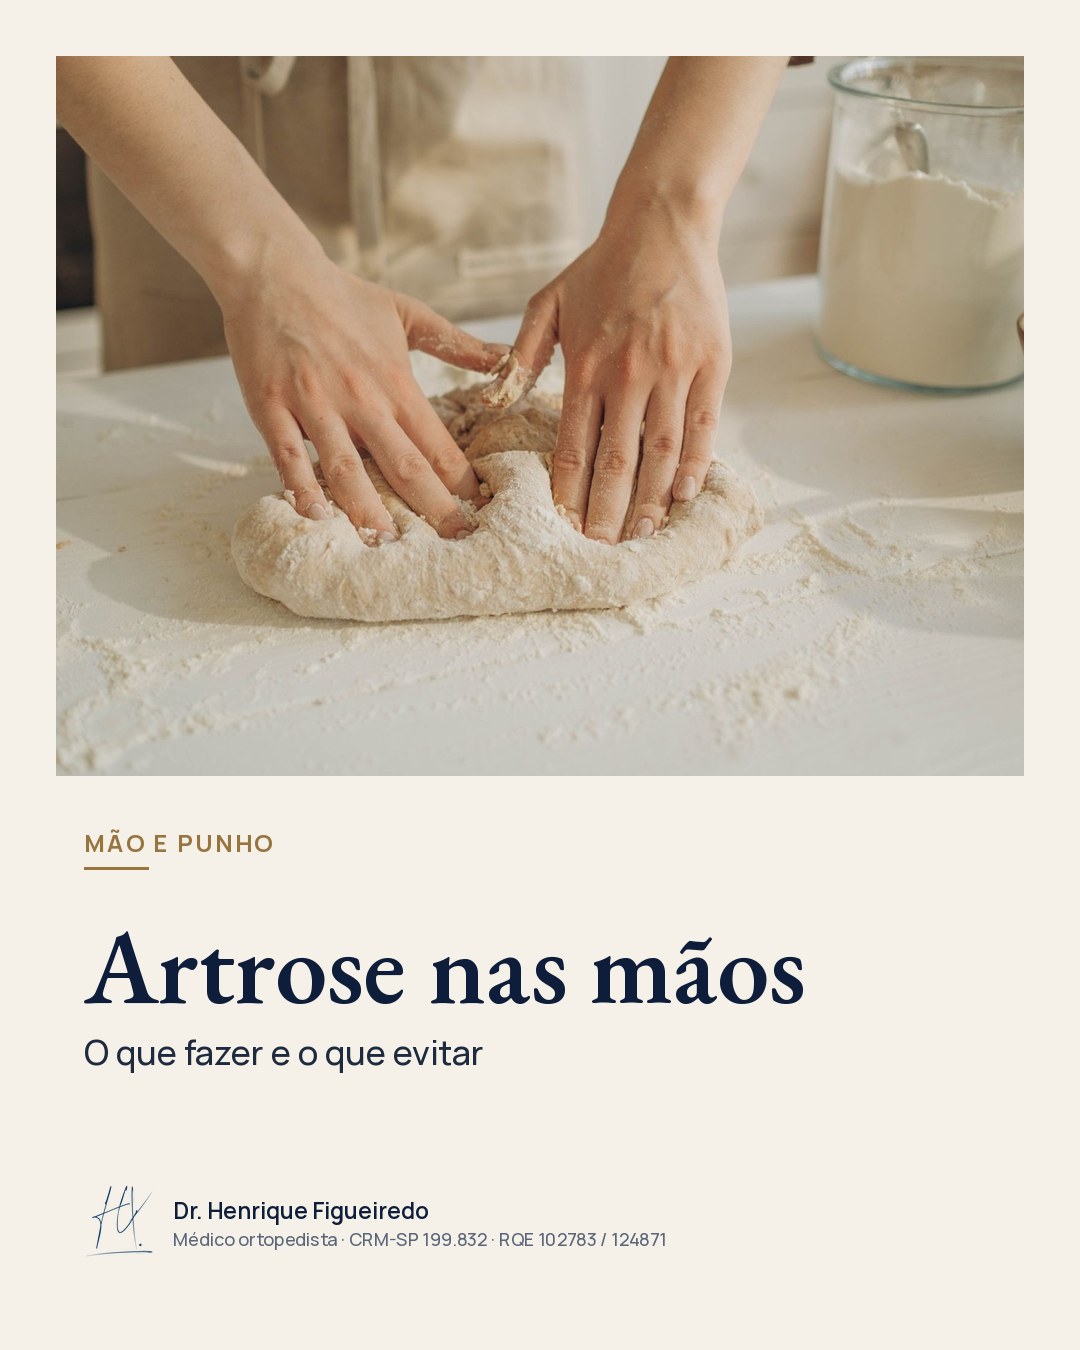 MÃO E PUNHO
Artrose nas mãos
O que fazer e o que evitar
Dr. Henrique Figueiredo
Médico ortopedista · CRM-SP 199.832 · RQE 102783 / 124871